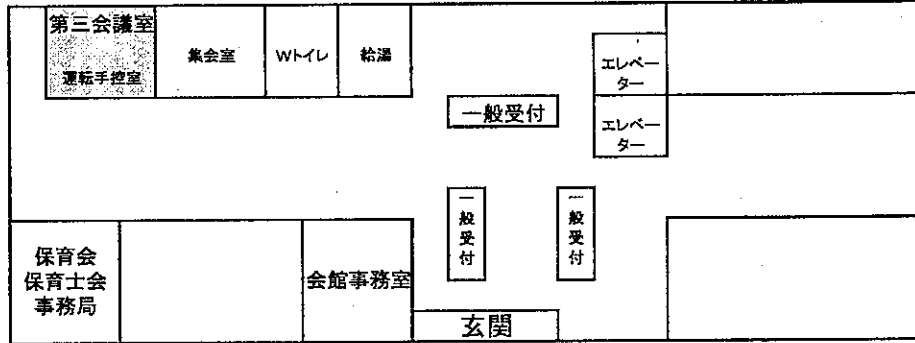 第三会議室
運転手控室
集会室
Wトイレ
給湯
エレベー
ター
一般受付
エレベー
ター
一般受付
一般受付
保育会
保育士会
事務局
会館事務室
玄関